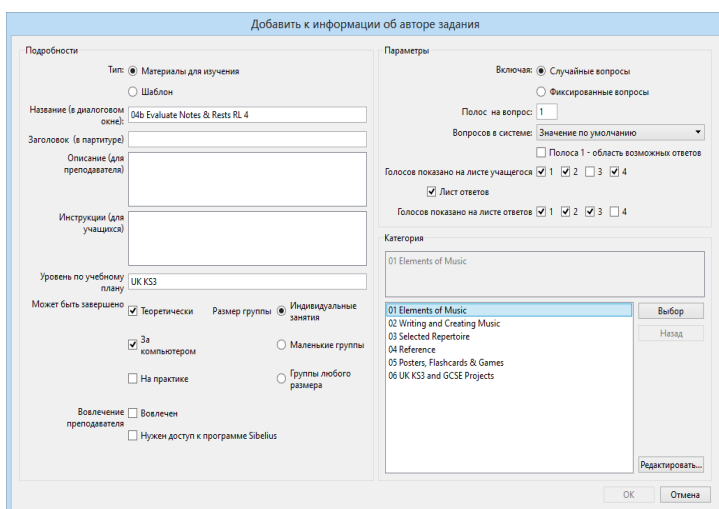 Добавить к информации об авторе задания
Подробности
Тип:
Материалы для изучения
Шаблон
Название (в диалоговом
окне):
04b Evaluate Notes & Rests RL 4
Заголовок (в партитуре)
Описание (для
преподавателя)
Инструкции (для
учащихся)
Уровень по учебному
плану
UK KS3
Может быть завершено
Теоретически
Размер группы
Индивидуальные
занятия
За
компьютером
Маленькие группы
На практике
Группы любого
размера
Вовлечение
преподавателя
Вовлечен
Нужен доступ к программе Sibelius
Параметры
Включая:
Случайные вопросы
Фиксированные вопросы
Полос на вопрос:
1
Вопросов в системе:
Значение по умолчанию
Полоса 1 - область возможных ответов
Голосов показано на листе учащегося
1 2 3 4
Лист ответов
Голосов показано на листе ответов
1 2 3 4
Категория
01 Elements of Music
01 Elements of Music
02 Writing and Creating Music
03 Selected Repertoire
04 Reference
05 Posters, Flashcards & Games
06 UK KS3 and GCSE Projects
Выбор
Назад
Редактировать...
OK
Отмена